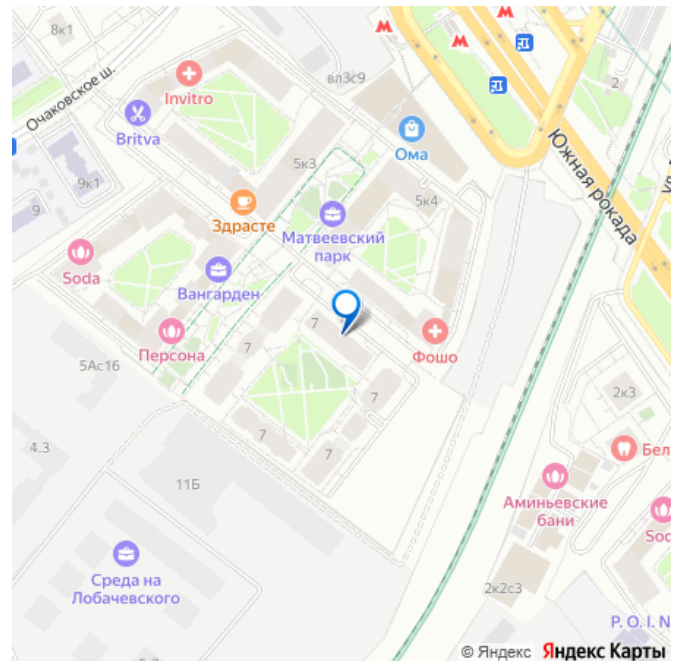 8к1
Очаковское ш.
Invitro
Britva
вл3с9
2
Ома
Южная рокада
5к3
9к1
9
5к4
Здрасте
Матвеевский
парк
Soda
Вангарден
7
Фошо
Персона
7
5Ас16
7
2к3
7
7
4.3
Бел
11Б
Аминьевские
бани
Soc
Среда на
Лобачевского
2к2с3
P. O. I. N
© Яндекс Яндекс Карты